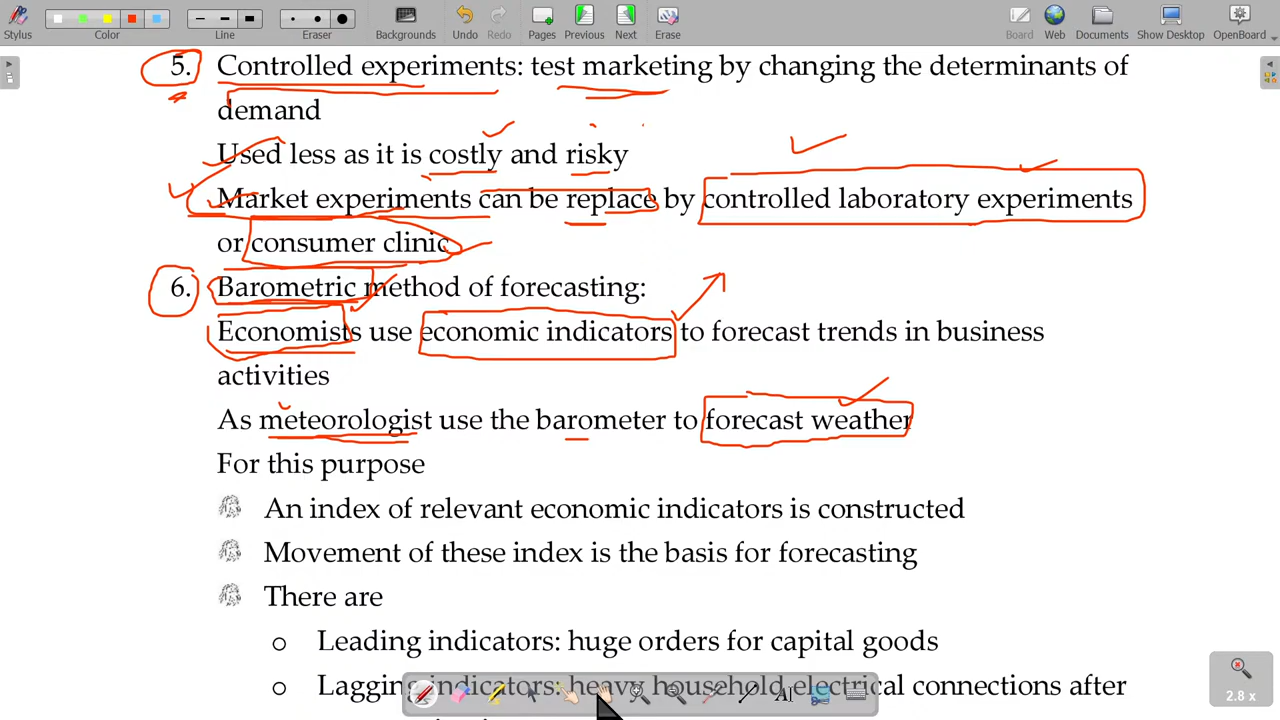 Stylus Color Line Eraser Backgrounds Undo Redo Pages Previous Next Erase Board Web Documents Show Desktop OpenBoard
5. Controlled experiments: test marketing by changing the determinants of
demand
Used less as it is costly and risky
Market experiments can be replace by controlled laboratory experiments
or consumer clinic
6. Barometric method of forecasting:
Economists use economic indicators to forecast trends in business
activities
As meteorologist use the barometer to forecast weather
For this purpose
An index of relevant economic indicators is constructed
Movement of these index is the basis for forecasting
There are
o Leading indicators: huge orders for capital goods
o Lagging indicators: heavy household electrical connections after
AI
2.8 x